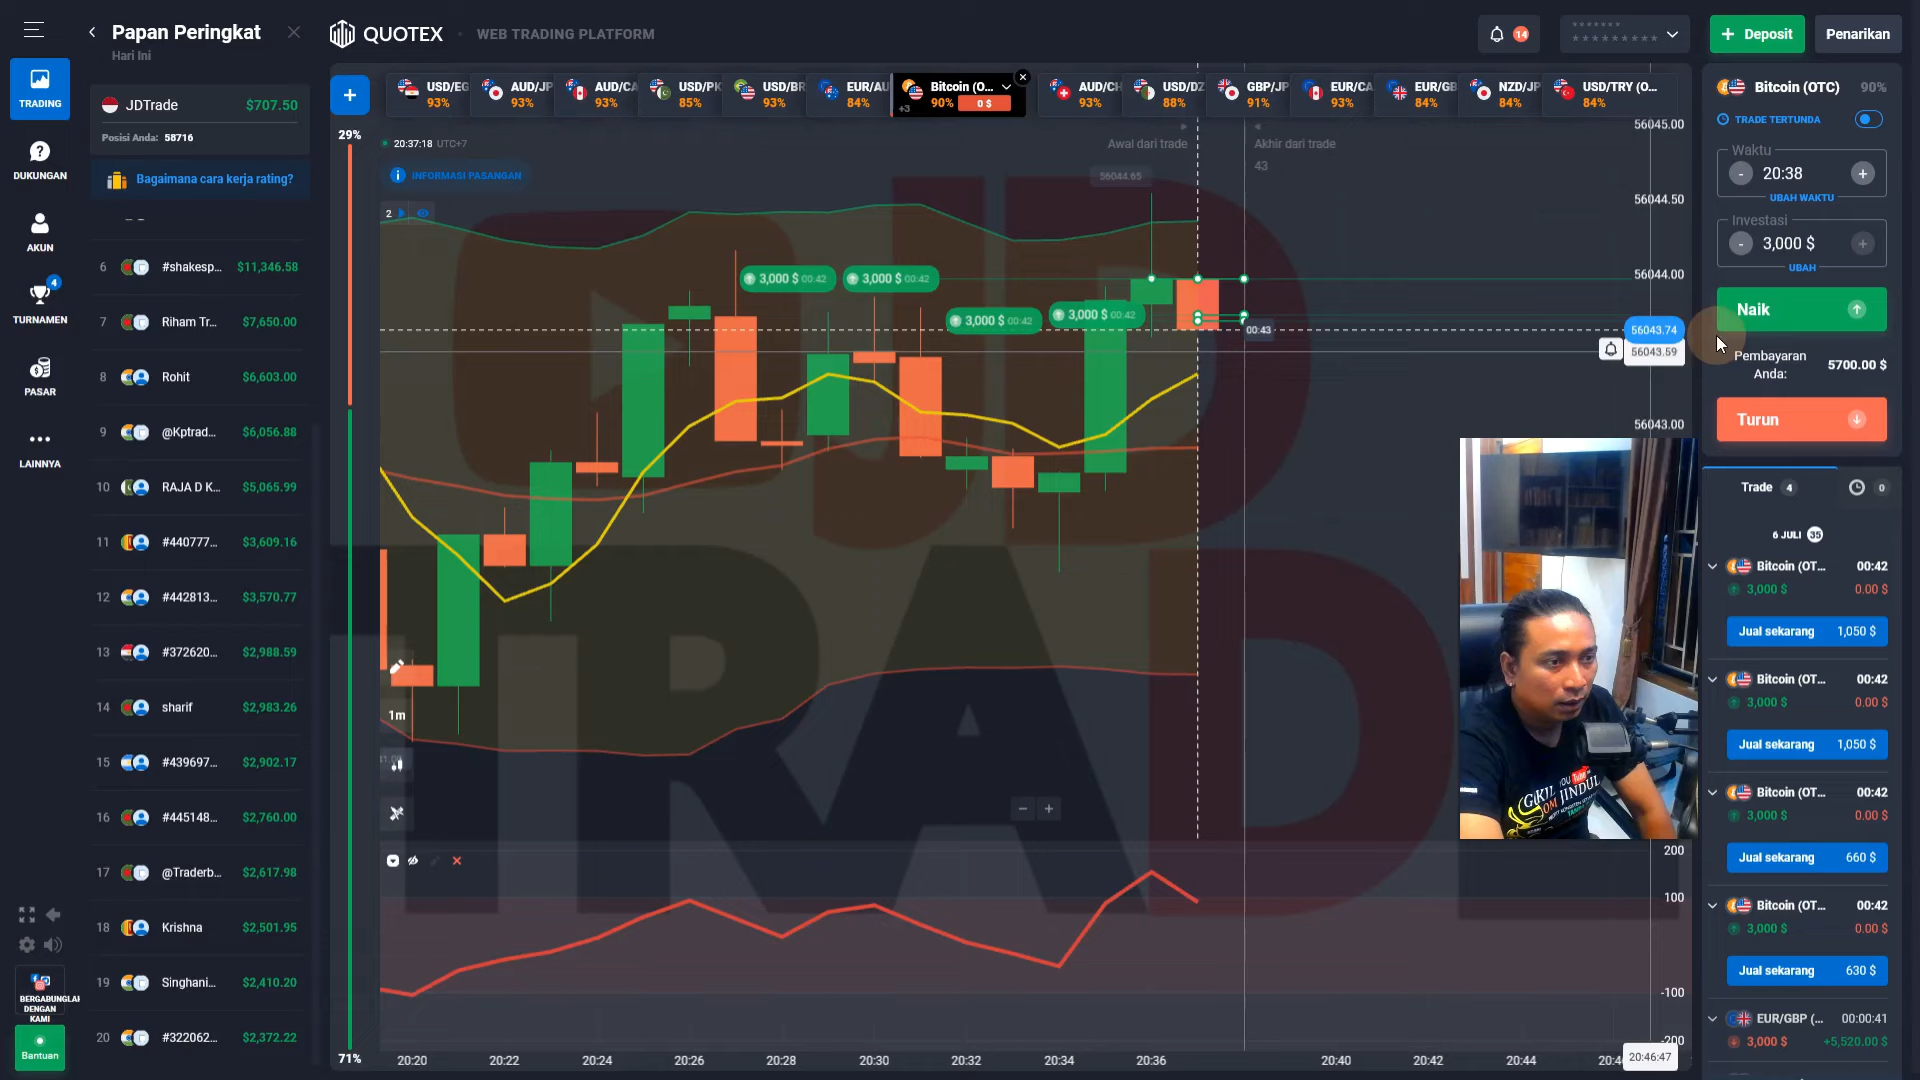 Papan Peringkat
Hari Ini
QUOTEX
WEB TRADING PLATFORM
14
Deposit
Penarikan
TRADING
DUKUNGAN
AKUN
4
TURNAMEN
PASAR
LAINNYA
BERGABUNGLAH
DENGAN
KAMI
Bantuan
JDTrade $707.50
Posisi Anda: 58716
Bagaimana cara kerja rating?
6 #shakesp... $11,346.58
7 Riham Tr... $7,650.00
8 Rohit $6,603.00
9 @Kptrad... $6,056.88
10 RAJA D K... $5,065.99
11 #440777... $3,609.16
12 #442813... $3,570.77
13 #372620... $2,988.59
14 sharif $2,983.26
15 #439697... $2,902.17
16 #445148... $2,760.00
17 @Traderb... $2,617.98
18 Krishna $2,501.95
19 Singhani... $2,410.20
20 #322062... $2,372.22
USD/EG 93%
AUD/JP 93%
AUD/CA 93%
USD/PK 85%
USD/BR 93%
EUR/AU 84%
Bitcoin (O...
+3 90% 0 $
AUD/CH 93%
USD/DZ 88%
GBP/JP 91%
EUR/CA 93%
EUR/GB 84%
NZD/JP 84%
USD/TRY (O... 84%
29%
71%
20:37:18 UTC+7
INFORMASI PASANGAN
2
Awal dari trade
Akhir dari trade
43
56044.65
3,000 $ 00:42
3,000 $ 00:42
3,000 $ 00:42
3,000 $ 00:42
00:43
JD
TRAD
1m
56045.00
56044.50
56044.00
56043.74
56043.59
56043.00
200
100
-100
-200
20:20
20:22
20:24
20:26
20:28
20:30
20:32
20:34
20:36
20:40
20:42
20:44
20:46:47
Bitcoin (OTC) 90%
TRADE TERTUNDA
Waktu
- 20:38 +
UBAH WAKTU
Investasi
- 3,000 $ +
UBAH
Naik
Pembayaran
Anda:
5700.00 $
Turun
Trade 4
0
6 JULI 35
Bitcoin (OT... 00:42
3,000 $ 0.00 $
Jual sekarang 1,050 $
Bitcoin (OT... 00:42
3,000 $ 0.00 $
Jual sekarang 1,050 $
Bitcoin (OT... 00:42
3,000 $ 0.00 $
Jual sekarang 660 $
Bitcoin (OT... 00:42
3,000 $ 0.00 $
Jual sekarang 630 $
EUR/GBP (... 00:00:41
3,000 $ +5,520.00 $
YOU Tube